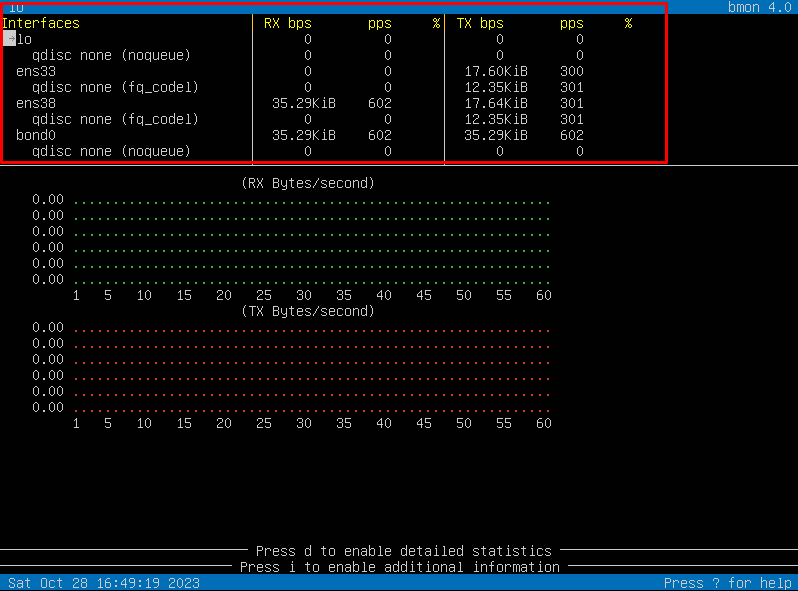 lo bmon 4.0
Interfaces RX bps pps % TX bps pps %
→lo 0 0 0 0
qdisc none (noqueue) 0 0 0 0
ens33 0 0 17.60KiB 300
qdisc none (fq_codel) 0 0 12.35KiB 301
ens38 35.29KiB 602 17.64KiB 301
qdisc none (fq_codel) 0 0 12.35KiB 301
bond0 35.29KiB 602 35.29KiB 602
qdisc none (noqueue) 0 0 0 0
(RX Bytes/second)
0.00 ............................................................
0.00 ............................................................
0.00 ............................................................
0.00 ............................................................
0.00 ............................................................
0.00 ............................................................
1 5 10 15 20 25 30 35 40 45 50 55 60
(TX Bytes/second)
0.00 ............................................................
0.00 ............................................................
0.00 ............................................................
0.00 ............................................................
0.00 ............................................................
0.00 ............................................................
1 5 10 15 20 25 30 35 40 45 50 55 60
Press d to enable detailed statistics
Press i to enable additional information
Sat Oct 28 16:49:19 2023 Press ? for help